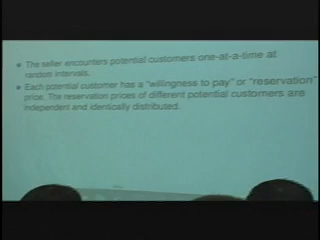 The seller encounters potential customers one-at-a-time at
random intervals.
Each potential customer has a "willingness to pay" or "reservation"
price. The reservation prices of different potential customers are
independent and identically distributed.